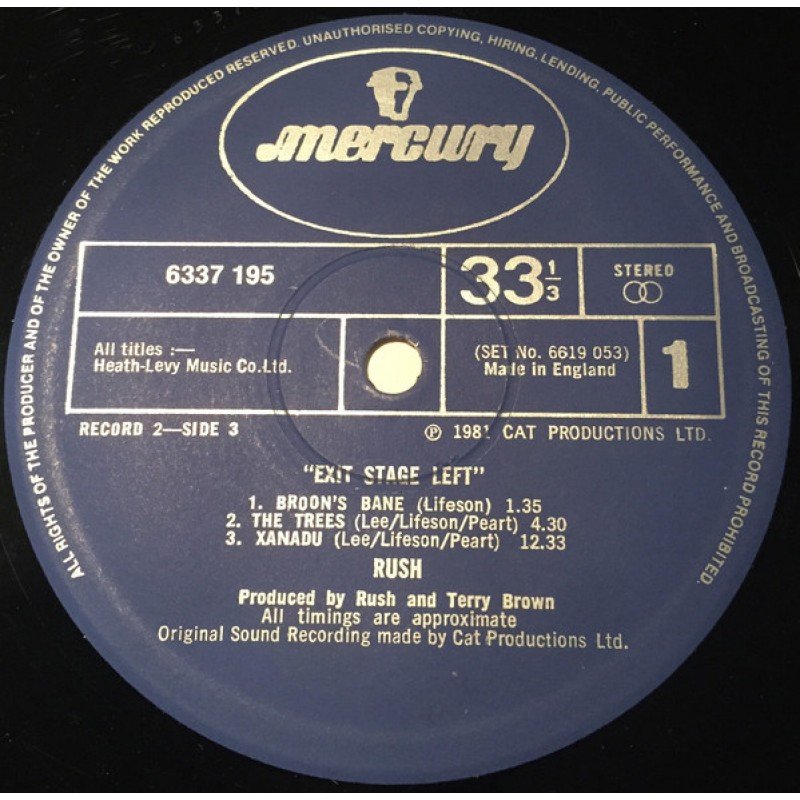 ALL RIGHTS OF THE PRODUCER AND OF THE OWNER OF THE WORK REPRODUCED RESERVED. UNAUTHORISED COPYING, HIRING, LENDING, PUBLIC PERFORMANCE AND BROADCASTING OF THIS RECORD PROHIBITED.
mercury
6337 195
33 1/3
STEREO
All titles :—
Heath-Levy Music Co.Ltd.
(SET No. 6619 053)
Made in England
1
RECORD 2—SIDE 3
℗ 1981 CAT PRODUCTIONS LTD.
"EXIT STAGE LEFT"
1. BROON'S BANE (Lifeson) 1.35
2. THE TREES (Lee/Lifeson/Peart) 4.30
3. XANADU (Lee/Lifeson/Peart) 12.33
RUSH
Produced by Rush and Terry Brown
All timings are approximate
Original Sound Recording made by Cat Productions Ltd.